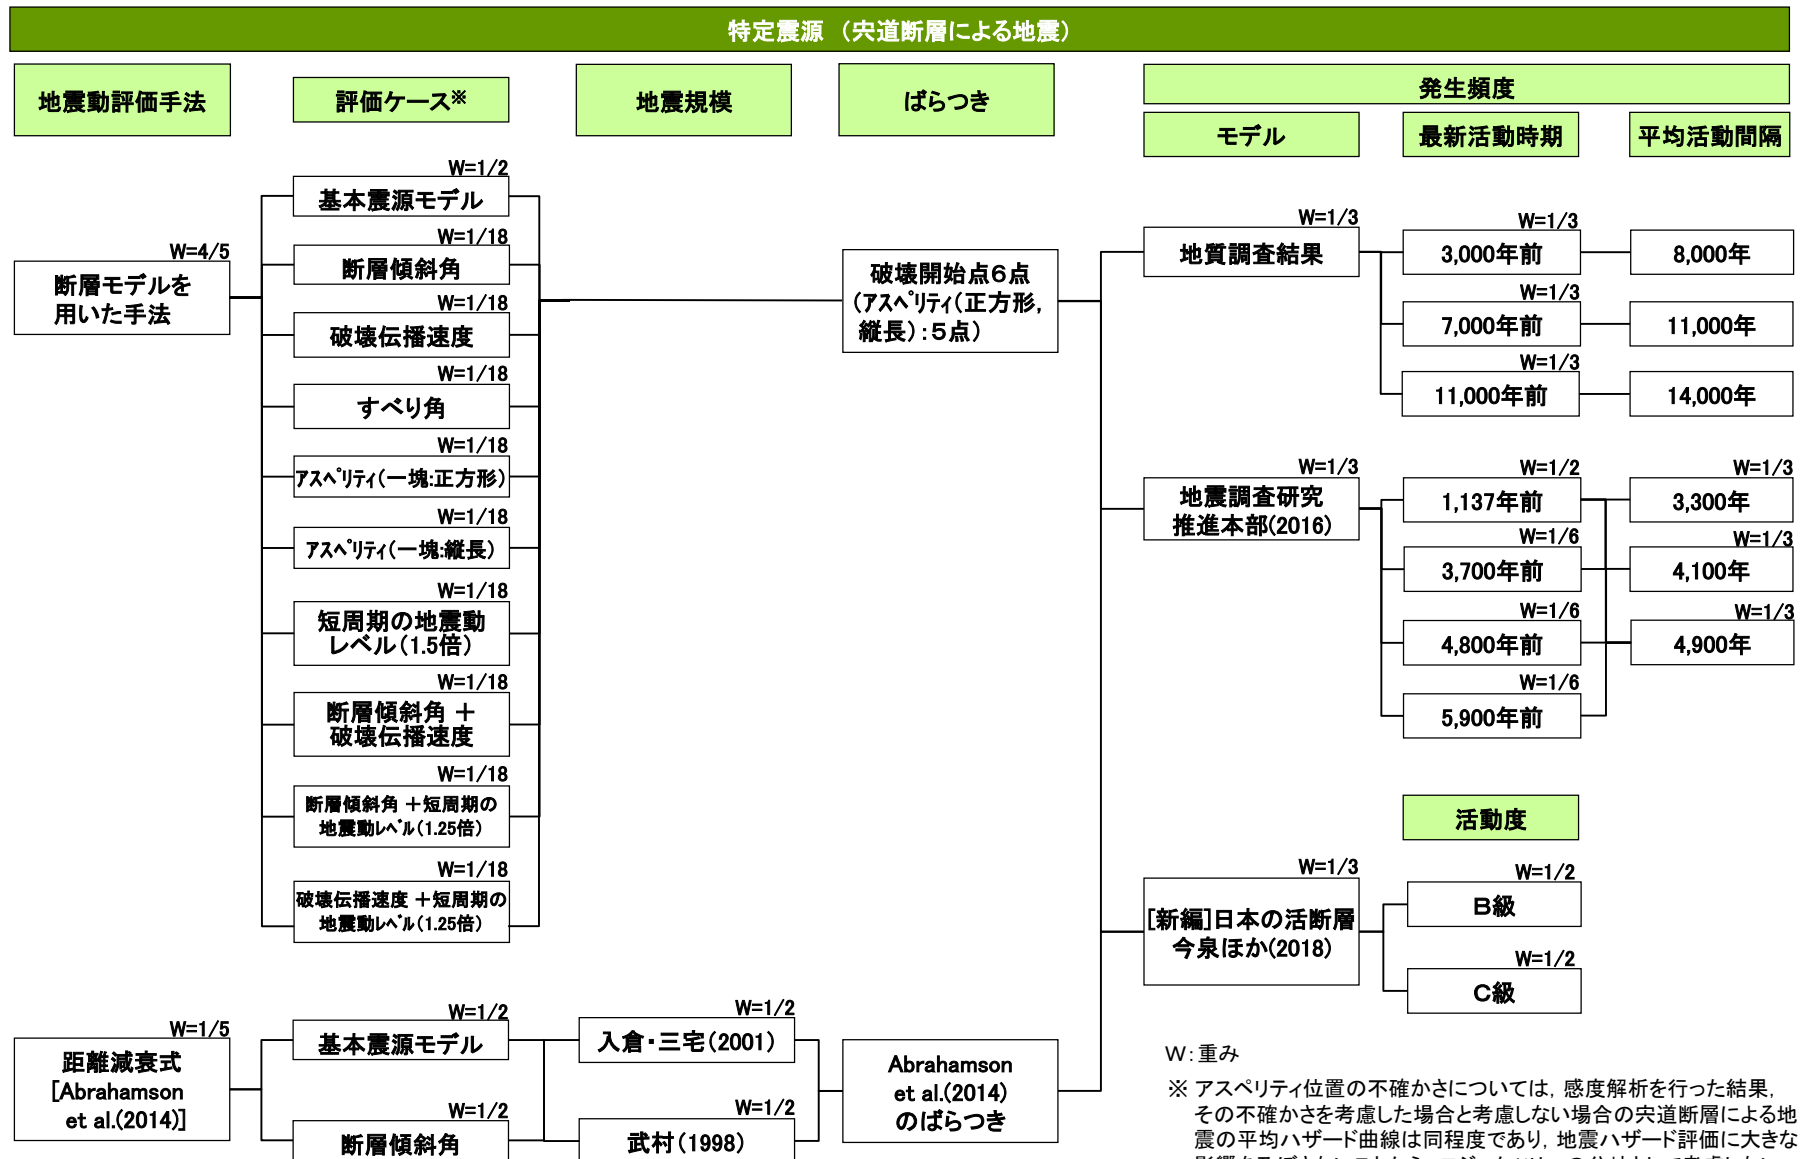 特定震源 （宍道断層による地震）
地震動評価手法
評価ケース※
地震規模
ばらつき
発生頻度
モデル
最新活動時期
平均活動間隔
W=4/5
断層モデルを
用いた手法
W=1/2
基本震源モデル
W=1/18
断層傾斜角
W=1/18
破壊伝播速度
W=1/18
すべり角
W=1/18
アスペリティ（一塊:正方形）
W=1/18
アスペリティ（一塊:縦長）
W=1/18
短周期の地震動
レベル（1.5倍）
W=1/18
断層傾斜角 ＋
破壊伝播速度
W=1/18
断層傾斜角 ＋短周期の
地震動レベル（1.25倍）
W=1/18
破壊伝播速度 ＋短周期の
地震動レベル（1.25倍）
破壊開始点６点
（アスペリティ（正方形，
縦長）：５点）
W=1/3
地質調査結果
W=1/3
3,000年前
8,000年
W=1/3
7,000年前
11,000年
W=1/3
11,000年前
14,000年
W=1/3
地震調査研究
推進本部(2016)
W=1/2
1,137年前
W=1/6
3,700年前
W=1/6
4,800年前
W=1/6
5,900年前
W=1/3
3,300年
W=1/3
4,100年
W=1/3
4,900年
活動度
W=1/3
[新編]日本の活断層
今泉ほか(2018)
W=1/2
B級
W=1/2
C級
W=1/5
距離減衰式
[Abrahamson
et al.(2014)]
W=1/2
基本震源モデル
W=1/2
断層傾斜角
W=1/2
入倉・三宅（2001）
W=1/2
武村（1998）
Abrahamson
et al.(2014)
のばらつき
W：重み
※ アスペリティ位置の不確かさについては，感度解析を行った結果，
その不確かさを考慮した場合と考慮しない場合の宍道断層による地
震の平均ハザード曲線は同程度であり，地震ハザード評価に大きな